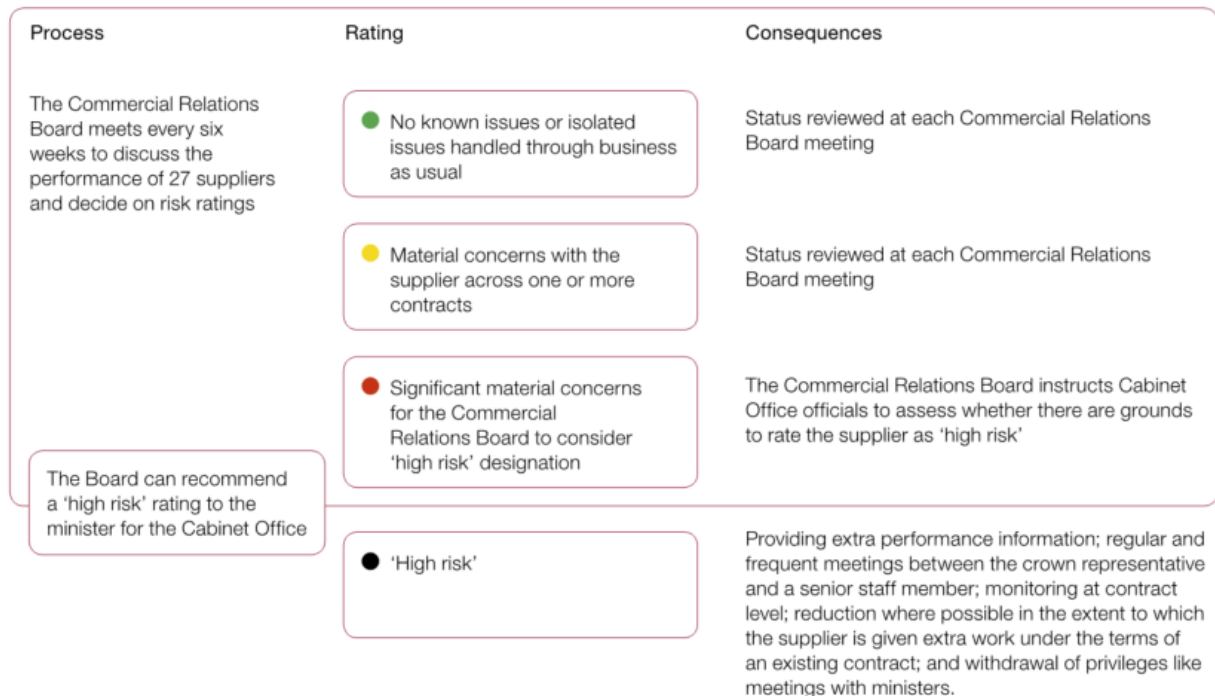 Process
Rating
Consequences
The Commercial Relations
Board meets every six
weeks to discuss the
performance of 27 suppliers
and decide on risk ratings
No known issues or isolated
issues handled through business
as usual
Status reviewed at each Commercial Relations
Board meeting
Material concerns with the
supplier across one or more
contracts
Status reviewed at each Commercial Relations
Board meeting
Significant material concerns
for the Commercial
Relations Board to consider
‘high risk’ designation
The Commercial Relations Board instructs Cabinet
Office officials to assess whether there are grounds
to rate the supplier as ‘high risk’
The Board can recommend
a ‘high risk’ rating to the
minister for the Cabinet Office
‘High risk’
Providing extra performance information; regular and
frequent meetings between the crown representative
and a senior staff member; monitoring at contract
level; reduction where possible in the extent to which
the supplier is given extra work under the terms of
an existing contract; and withdrawal of privileges like
meetings with ministers.